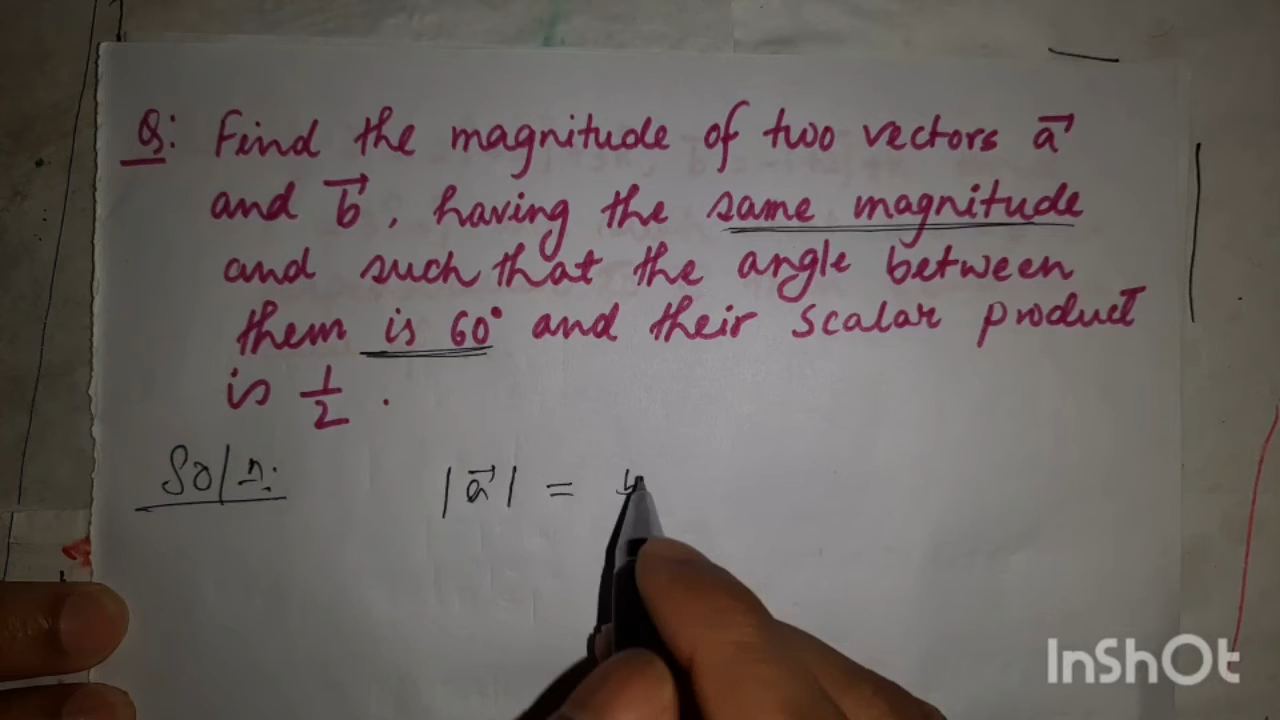 Q: Find the magnitude of two vectors a⃗
and b⃗, having the same magnitude
and such that the angle between
them is 60° and their scalar product
is 1/2.
Soln:
|a⃗| =
InShOt